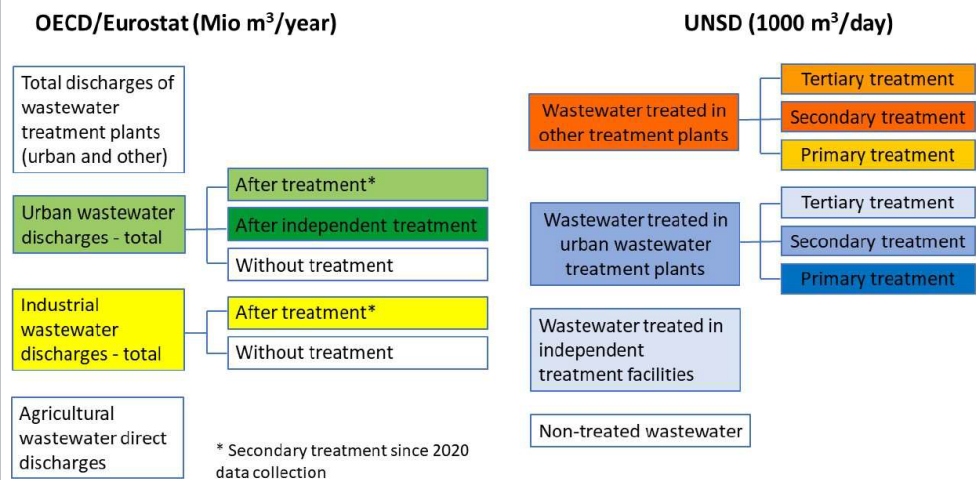 OECD/Eurostat (Mio m³/year)
Total discharges of
wastewater
treatment plants
(urban and other)
Urban wastewater
discharges - total
After treatment*
After independent treatment
Without treatment
Industrial
wastewater
discharges - total
After treatment*
Without treatment
Agricultural
wastewater direct
discharges
* Secondary treatment since 2020
data collection
UNSD (1000 m³/day)
Wastewater treated in
other treatment plants
Tertiary treatment
Secondary treatment
Primary treatment
Wastewater treated in
urban wastewater
treatment plants
Tertiary treatment
Secondary treatment
Primary treatment
Wastewater treated in
independent
treatment facilities
Non-treated wastewater